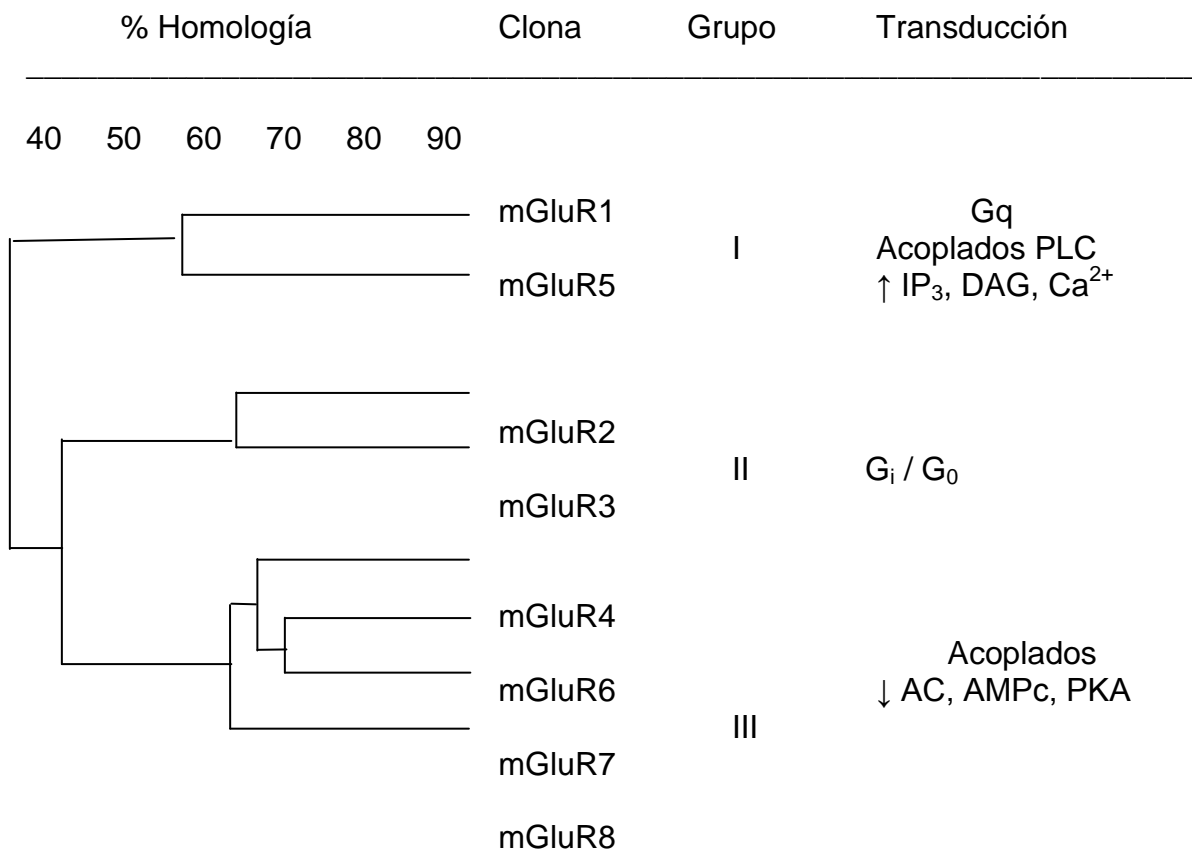 % Homología Clona Grupo Transducción
40 50 60 70 80 90
mGluR1 Gq
I Acoplados PLC
mGluR5 ↑ IP₃, DAG, Ca²⁺
mGluR2
II Gᵢ / G₀
mGluR3
mGluR4
Acoplados
mGluR6 ↓ AC, AMPc, PKA
III
mGluR7
mGluR8